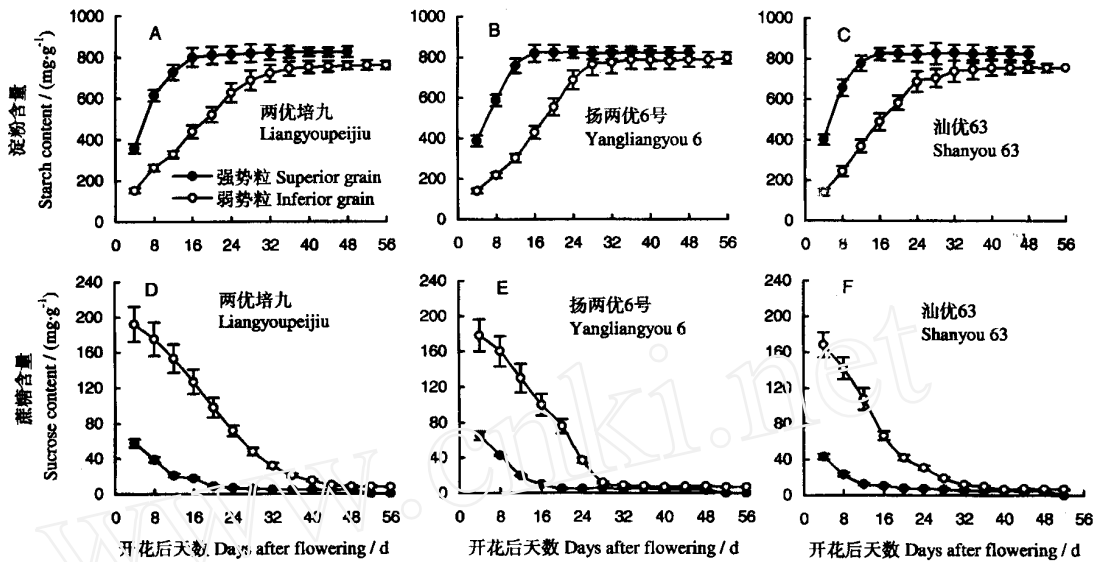 1000
800
600
400
200
0
淀粉含量
Starch content / (mg·g⁻¹)
A
两优培九
Liangyoupeijiu
强势粒 Superior grain
弱势粒 Inferior grain
0 8 16 24 32 40 48 56
1000
800
600
400
200
0
B
扬两优6号
Yangliangyou 6
0 8 16 24 32 40 48 56
1000
800
600
400
200
0
C
汕优63
Shanyou 63
0 8 16 24 32 40 48 56
240
200
160
120
80
40
0
蔗糖含量
Sucrose content / (mg·g⁻¹)
D
两优培九
Liangyoupeijiu
0 8 16 24 32 40 48 56
开花后天数 Days after flowering / d
240
200
160
120
80
40
0
E
扬两优6号
Yangliangyou 6
0 8 16 24 32 40 48 56
开花后天数 Days after flowering / d
240
200
160
120
80
40
0
F
汕优63
Shanyou 63
0 8 16 24 32 40 48 56
开花后天数 Days after flowering / d
www.cnki.net